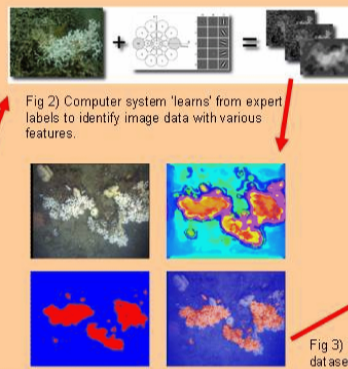 Fig 2) Computer system 'learns' from expert
labels to identify image data with various
features.
Fig 3)
datase